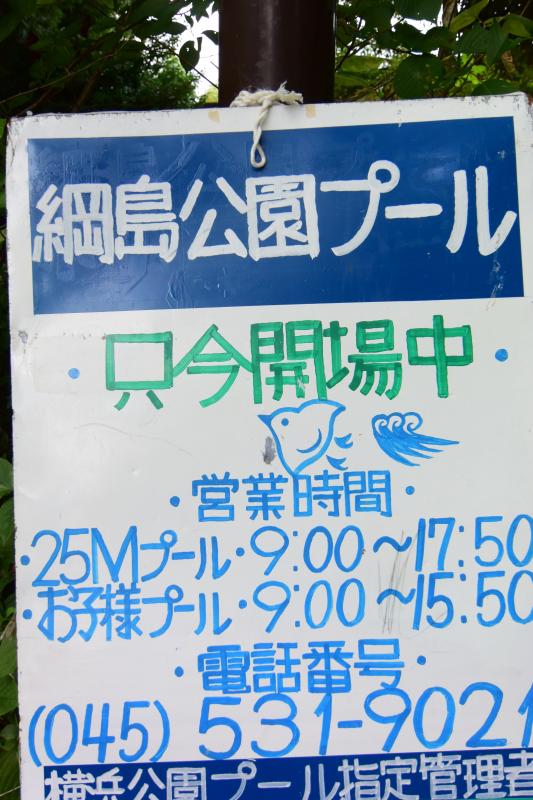 綱島公園プール
・只今開場中・
・営業時間・
・25Mプール・9:00〜17:50
・お子様プール・9:00〜15:50
・電話番号・
(045) 531-9021
横浜公園プール指定管理者